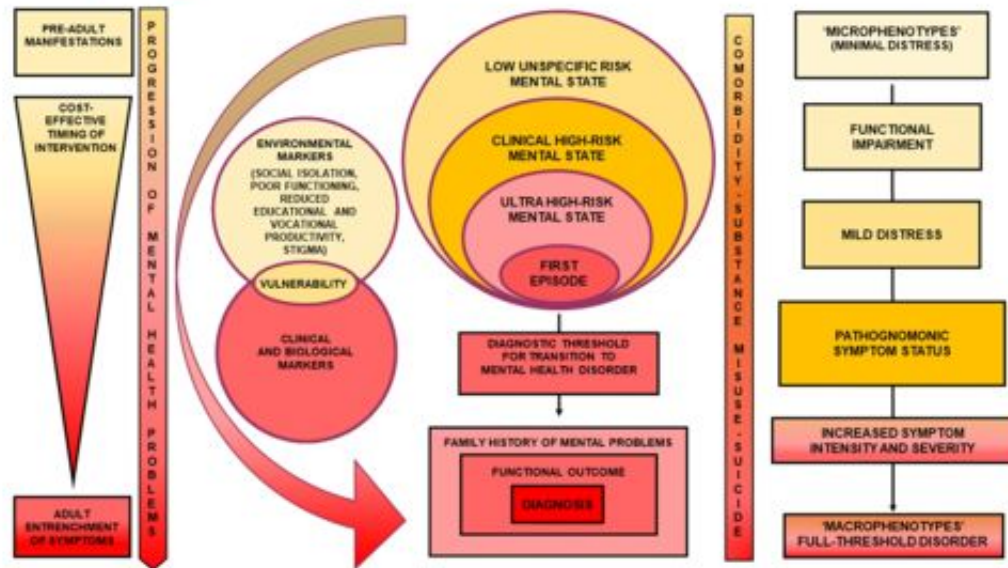 PRE-ADULT
MANIFESTATIONS
COST-
EFFECTIVE
TIMING OF
INTERVENTION
ADULT
ENTRENCHMENT
OF SYMPTOMS
PROGRESSION OF MENTAL HEALTH PROBLEMS
ENVIRONMENTAL
MARKERS
(SOCIAL ISOLATION,
POOR FUNCTIONING,
REDUCED
EDUCATIONAL AND
VOCATIONAL
PRODUCTIVITY,
STIGMA)
VULNERABILITY
CLINICAL
AND BIOLOGICAL
MARKERS
LOW UNSPECIFIC RISK
MENTAL STATE
CLINICAL HIGH-RISK
MENTAL STATE
ULTRA HIGH-RISK
MENTAL STATE
FIRST
EPISODE
DIAGNOSTIC THRESHOLD
FOR TRANSITION TO
MENTAL HEALTH DISORDER
FAMILY HISTORY OF MENTAL PROBLEMS
FUNCTIONAL OUTCOME
DIAGNOSIS
COMORBIDITY-SUBSTANCE MISUSE-SUICIDE
'MICROPHENOTYPES'
(MINIMAL DISTRESS)
FUNCTIONAL
IMPAIRMENT
MILD DISTRESS
PATHOGNOMONIC
SYMPTOM STATUS
INCREASED SYMPTOM
INTENSITY AND SEVERITY
'MACROPHENOTYPES'
FULL-THRESHOLD DISORDER